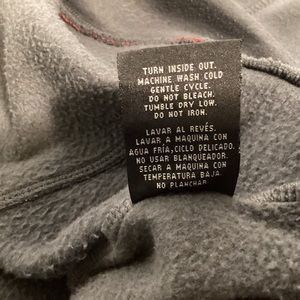 TURN INSIDE OUT.
MACHINE WASH COLD
GENTLE CYCLE.
DO NOT BLEACH.
TUMBLE DRY LOW.
DO NOT IRON.
LAVAR AL REVÉS.
LAVAR A MAQUINA CON
AGUA FRÍA,CICLO DELICADO.
NO USAR BLANQUEADOR.
SECAR A MAQUINA CON
TEMPERATURA BAJA.
NO PLANCHAR.